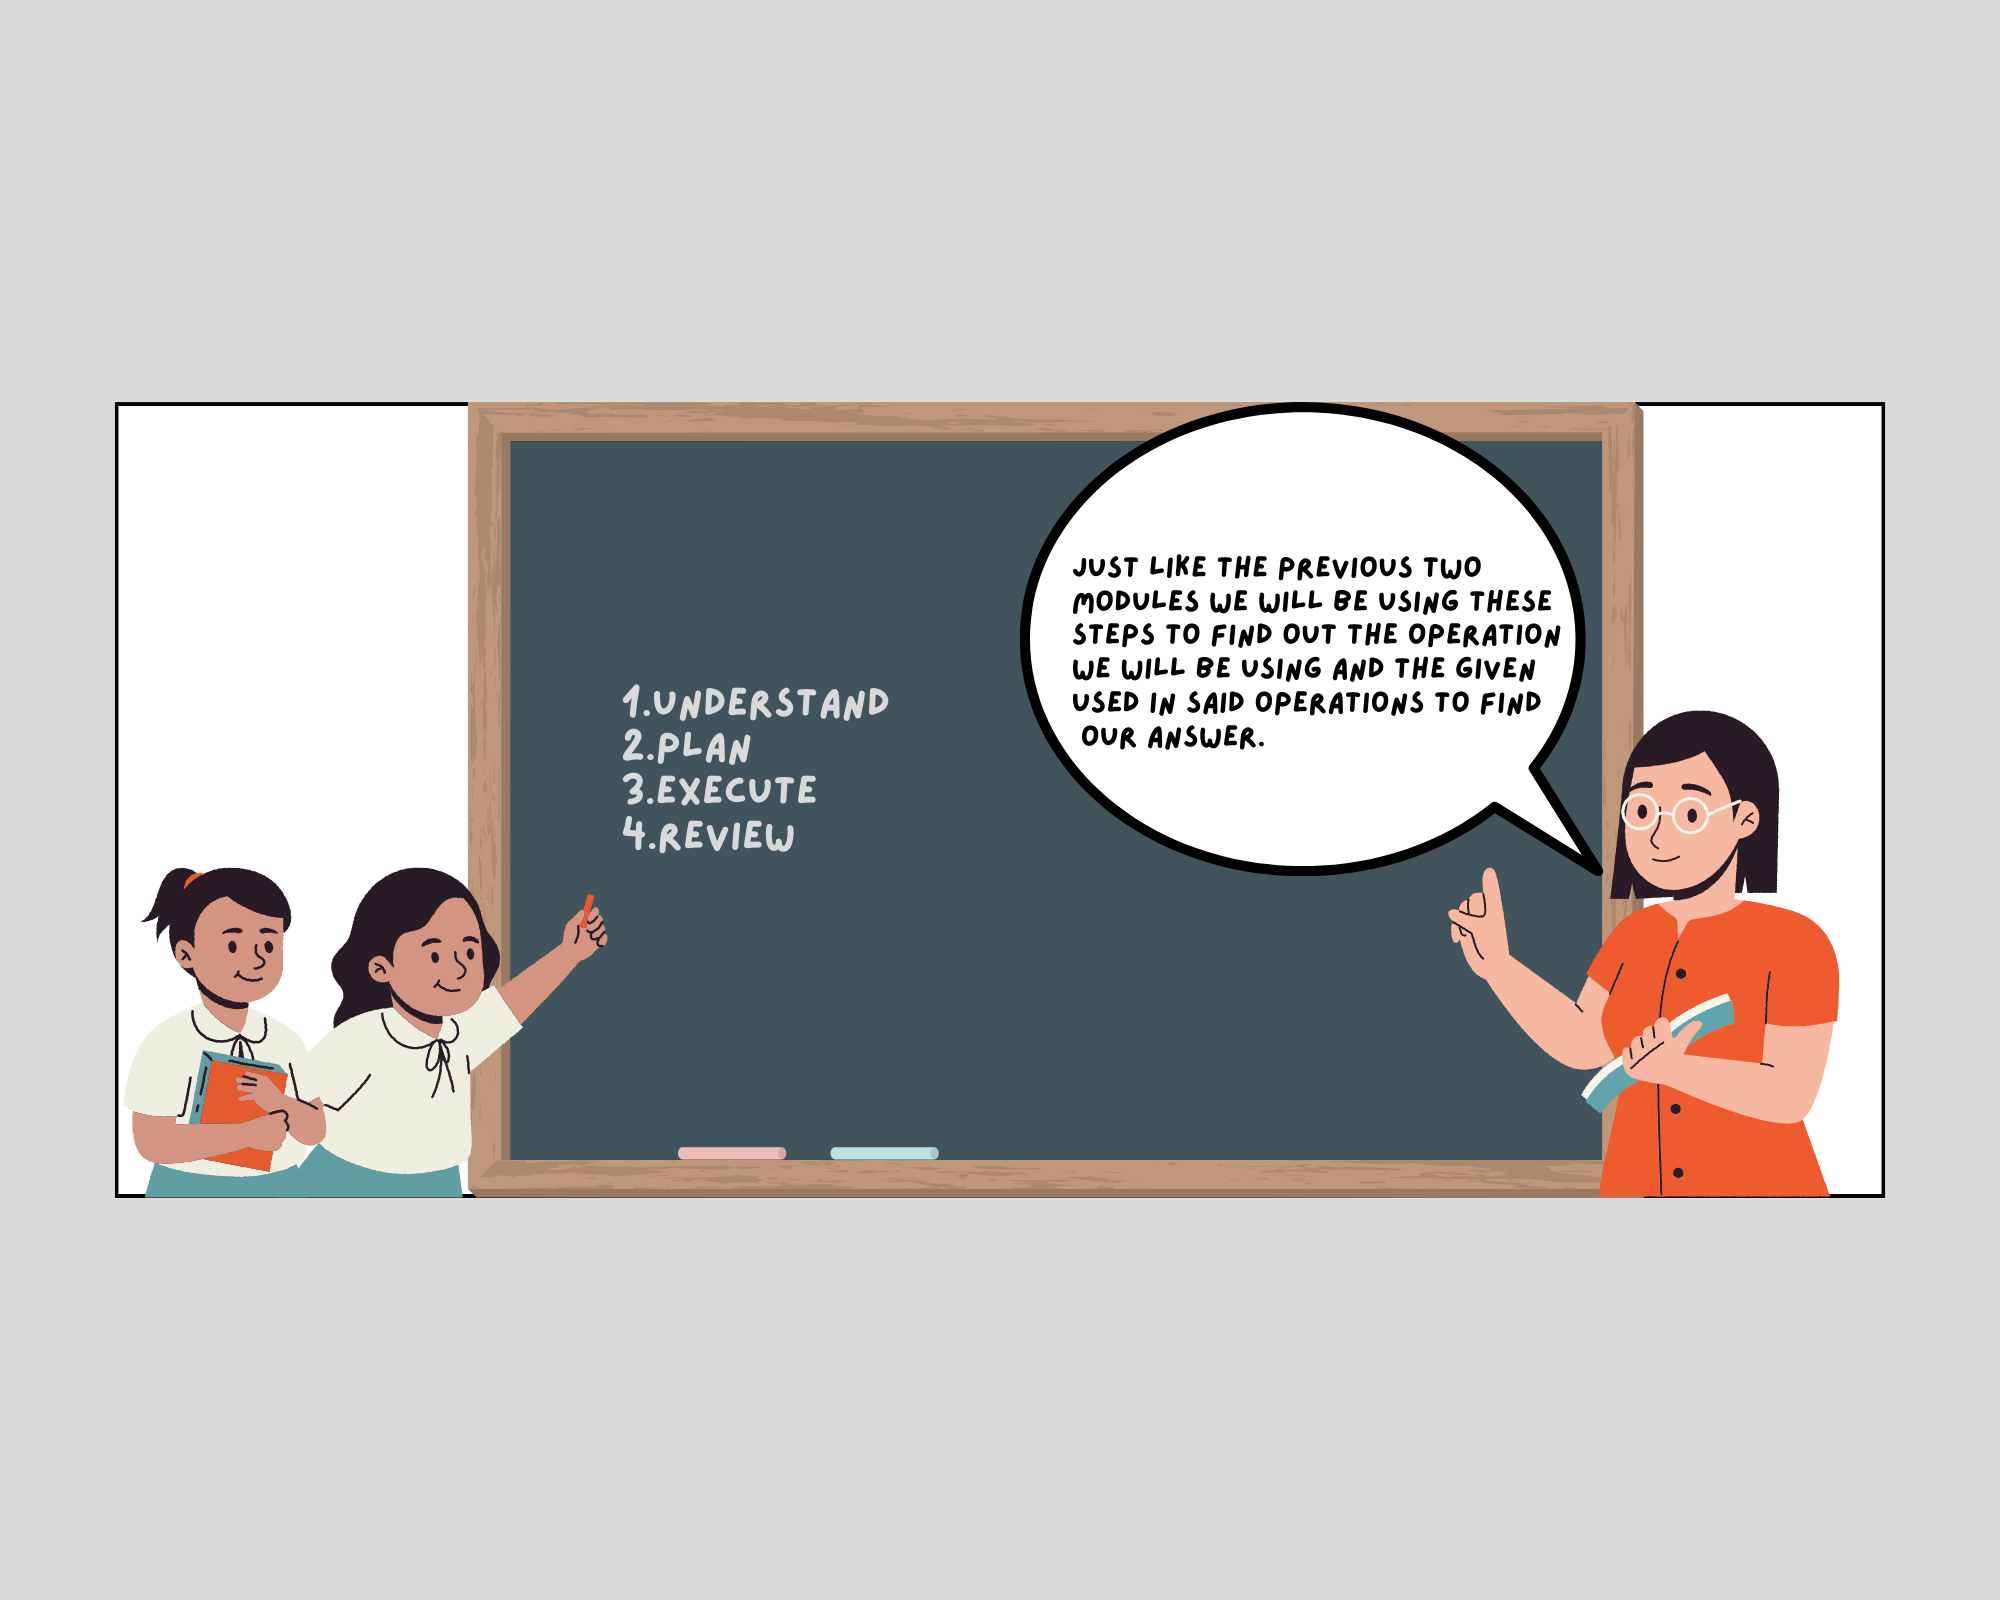 JUST LIKE THE PREVIOUS TWO
MODULES WE WILL BE USING THESE
STEPS TO FIND OUT THE OPERATION
WE WILL BE USING AND THE GIVEN
USED IN SAID OPERATIONS TO FIND
OUR ANSWER.
1.UNDERSTAND
2.PLAN
3.EXECUTE
4.REVIEW